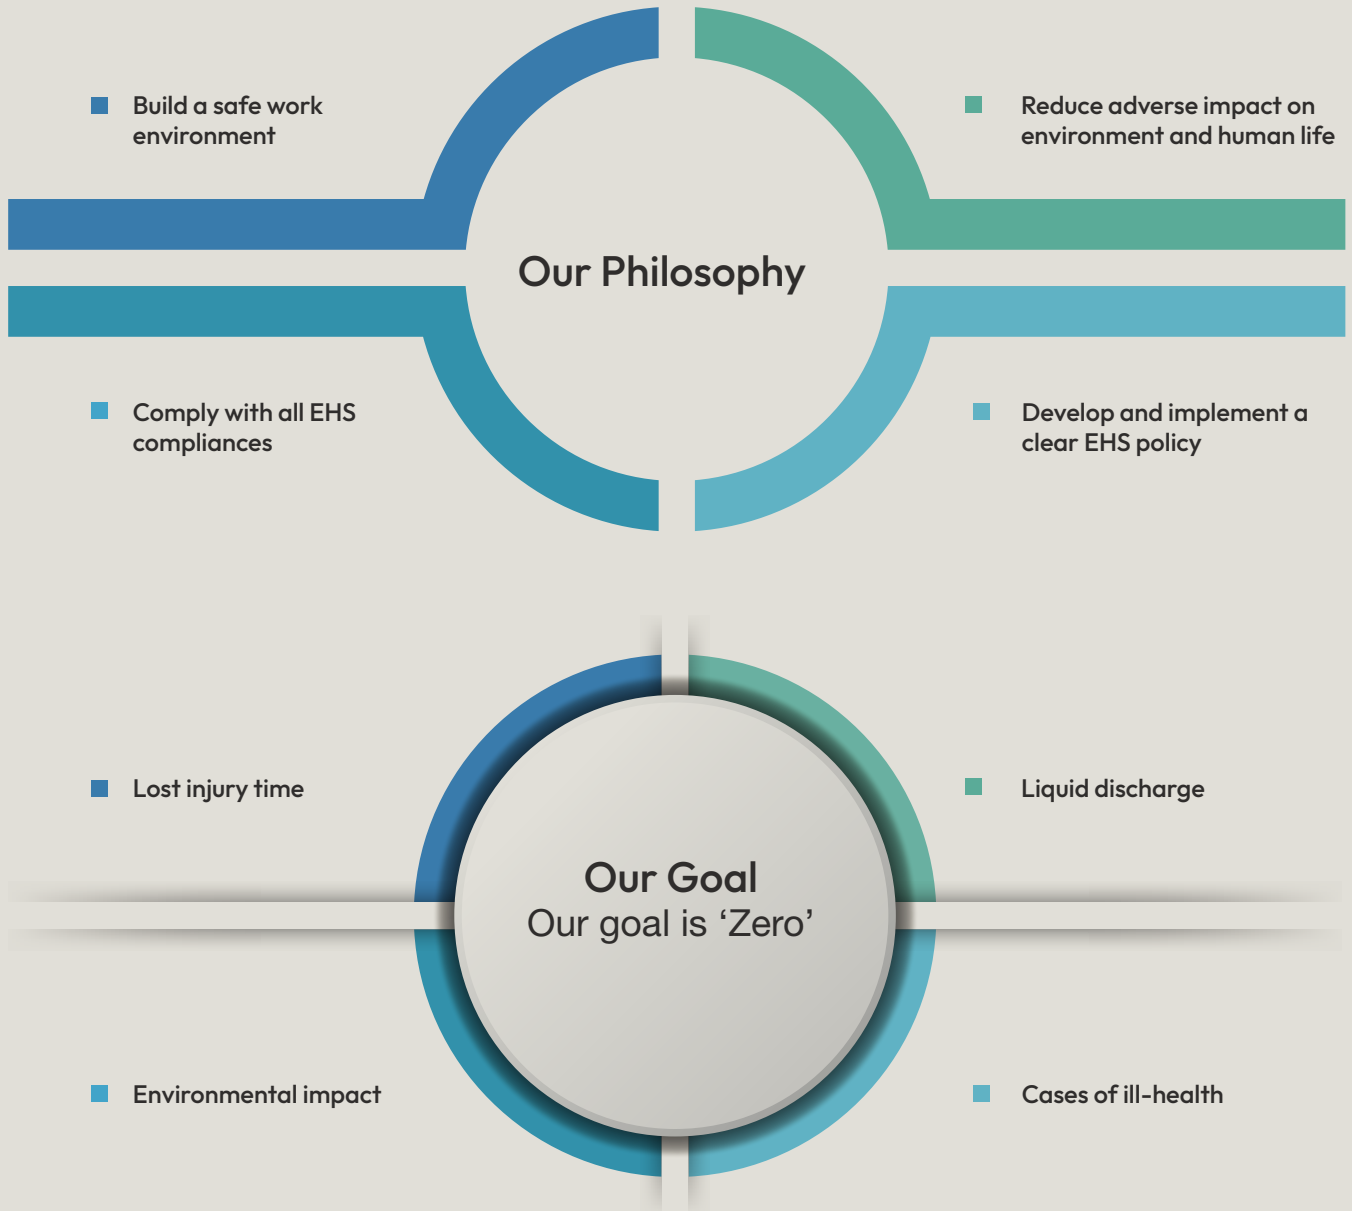 Build a safe work
environment
Reduce adverse impact on
environment and human life
Our Philosophy
Comply with all EHS
compliances
Develop and implement a
clear EHS policy
Lost injury time
Liquid discharge
Our Goal
Our goal is ‘Zero’
Environmental impact
Cases of ill-health